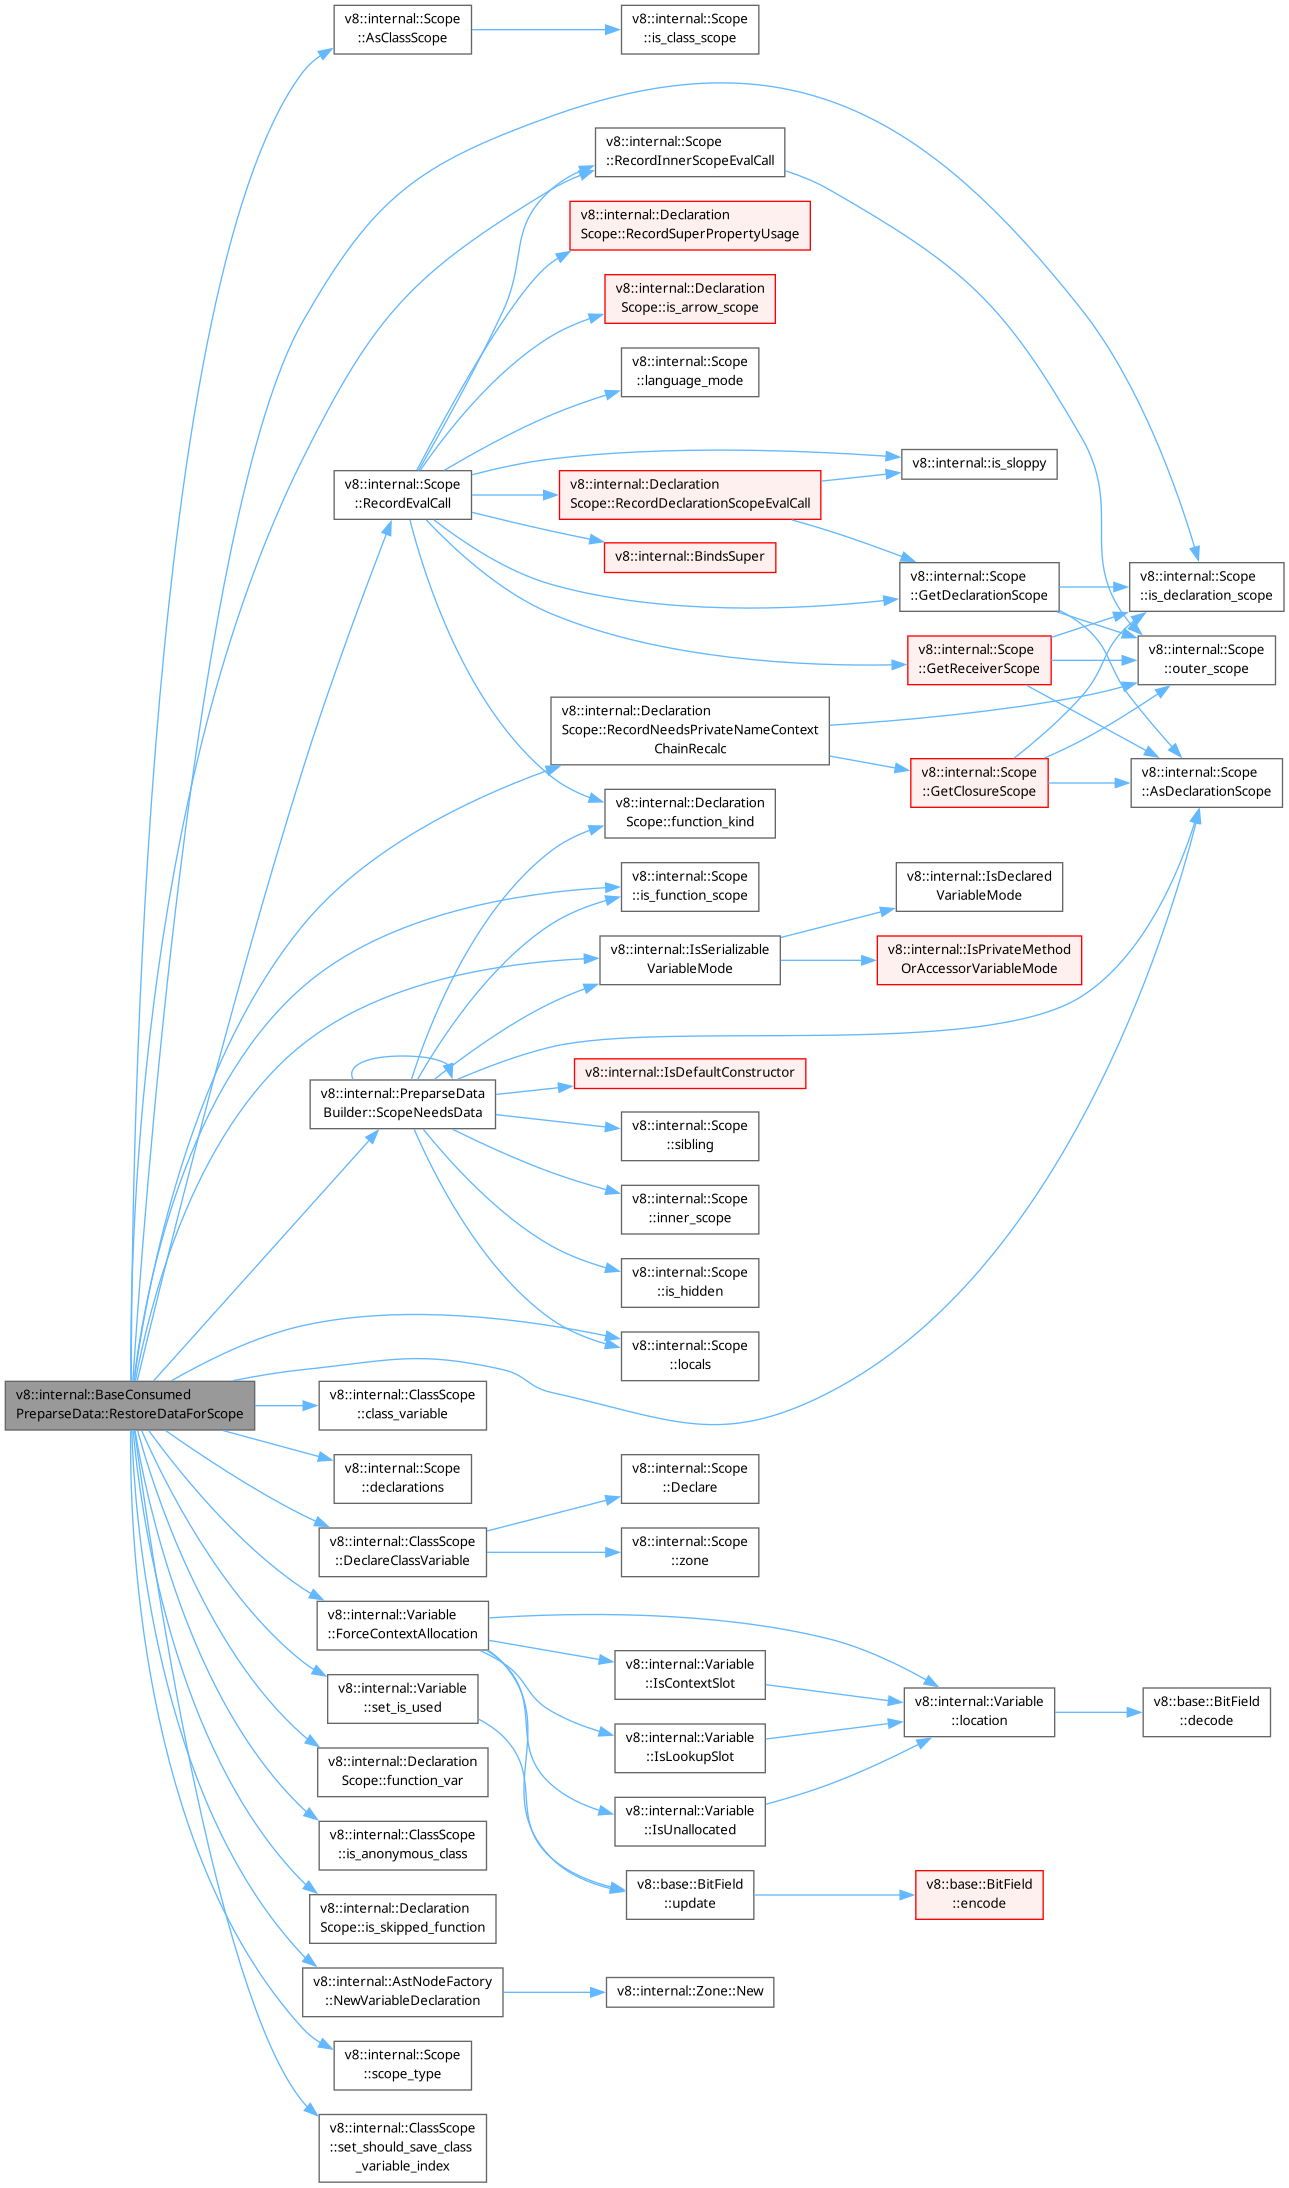 v8::internal::Scope
::AsClassScope
v8::internal::Scope
::is_class_scope
v8::internal::Scope
::RecordInnerScopeEvalCall
v8::internal::Declaration
Scope::RecordSuperPropertyUsage
v8::internal::Declaration
Scope::is_arrow_scope
v8::internal::Scope
::language_mode
v8::internal::is_sloppy
v8::internal::Scope
::RecordEvalCall
v8::internal::Declaration
Scope::RecordDeclarationScopeEvalCall
v8::internal::BindsSuper
v8::internal::Scope
::GetDeclarationScope
v8::internal::Scope
::is_declaration_scope
v8::internal::Scope
::GetReceiverScope
v8::internal::Scope
::outer_scope
v8::internal::Declaration
Scope::RecordNeedsPrivateNameContext
ChainRecalc
v8::internal::Scope
::GetClosureScope
v8::internal::Scope
::AsDeclarationScope
v8::internal::Declaration
Scope::function_kind
v8::internal::Scope
::is_function_scope
v8::internal::IsDeclared
VariableMode
v8::internal::IsSerializable
VariableMode
v8::internal::IsPrivateMethod
OrAccessorVariableMode
v8::internal::IsDefaultConstructor
v8::internal::PreparseData
Builder::ScopeNeedsData
v8::internal::Scope
::sibling
v8::internal::Scope
::inner_scope
v8::internal::Scope
::is_hidden
v8::internal::Scope
::locals
v8::internal::BaseConsumed
PreparseData::RestoreDataForScope
v8::internal::ClassScope
::class_variable
v8::internal::Scope
::declarations
v8::internal::Scope
::Declare
v8::internal::ClassScope
::DeclareClassVariable
v8::internal::Scope
::zone
v8::internal::Variable
::ForceContextAllocation
v8::internal::Variable
::IsContextSlot
v8::internal::Variable
::set_is_used
v8::internal::Variable
::location
v8::base::BitField
::decode
v8::internal::Variable
::IsLookupSlot
v8::internal::Declaration
Scope::function_var
v8::internal::Variable
::IsUnallocated
v8::internal::ClassScope
::is_anonymous_class
v8::base::BitField
::update
v8::base::BitField
::encode
v8::internal::Declaration
Scope::is_skipped_function
v8::internal::AstNodeFactory
::NewVariableDeclaration
v8::internal::Zone::New
v8::internal::Scope
::scope_type
v8::internal::ClassScope
::set_should_save_class
_variable_index